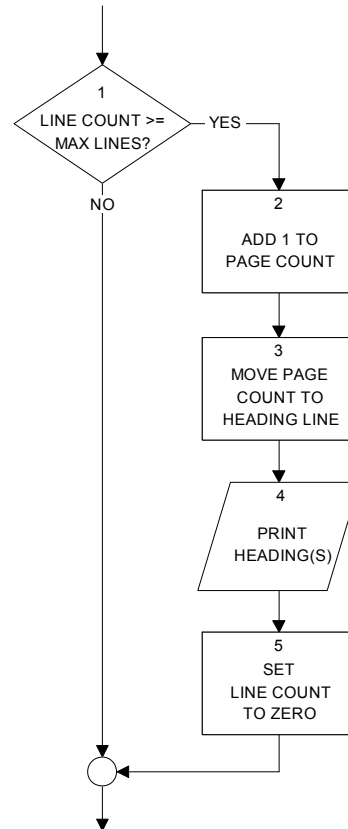 1
LINE COUNT >=
MAX LINES?
YES
NO
2
ADD 1 TO
PAGE COUNT
3
MOVE PAGE
COUNT TO
HEADING LINE
4
PRINT
HEADING(S)
5
SET
LINE COUNT
TO ZERO